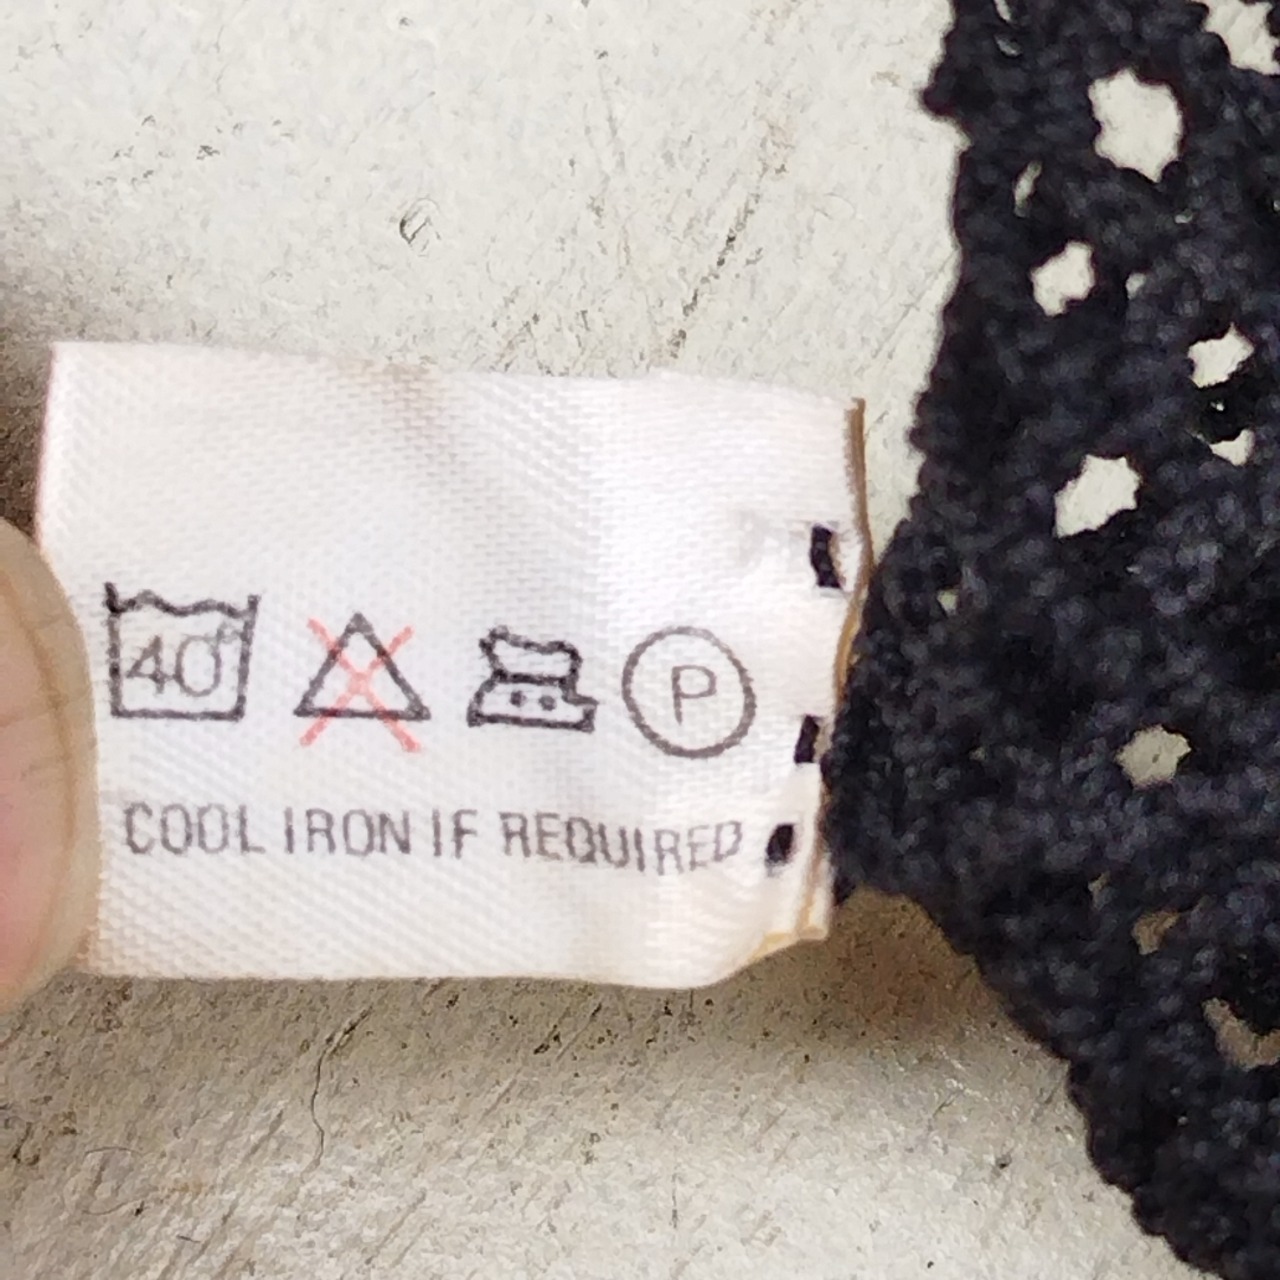 40° P
COOL IRON IF REQUIRED